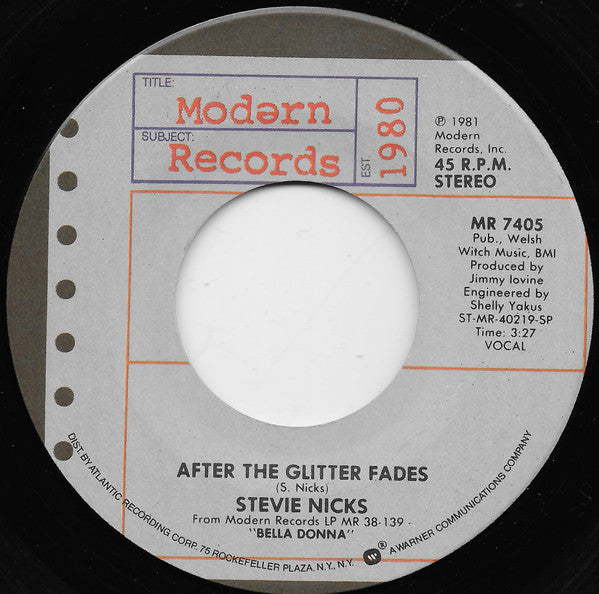 TITLE:
Modərn
SUBJECT:
Records
EST.
1980
℗ 1981
Modern
Records, Inc.
45 R.P.M.
STEREO
MR 7405
Pub., Welsh
Witch Music, BMI
Produced by
Jimmy Iovine
Engineered by
Shelly Yakus
ST-MR-40219-SP
Time: 3:27
VOCAL
AFTER THE GLITTER FADES
(S. Nicks)
STEVIE NICKS
From Modern Records LP MR 38-139 -
"BELLA DONNA"
DIST. BY ATLANTIC RECORDING CORP. 75 ROCKEFELLER PLAZA, N.Y., N.Y. ® A WARNER COMMUNICATIONS COMPANY